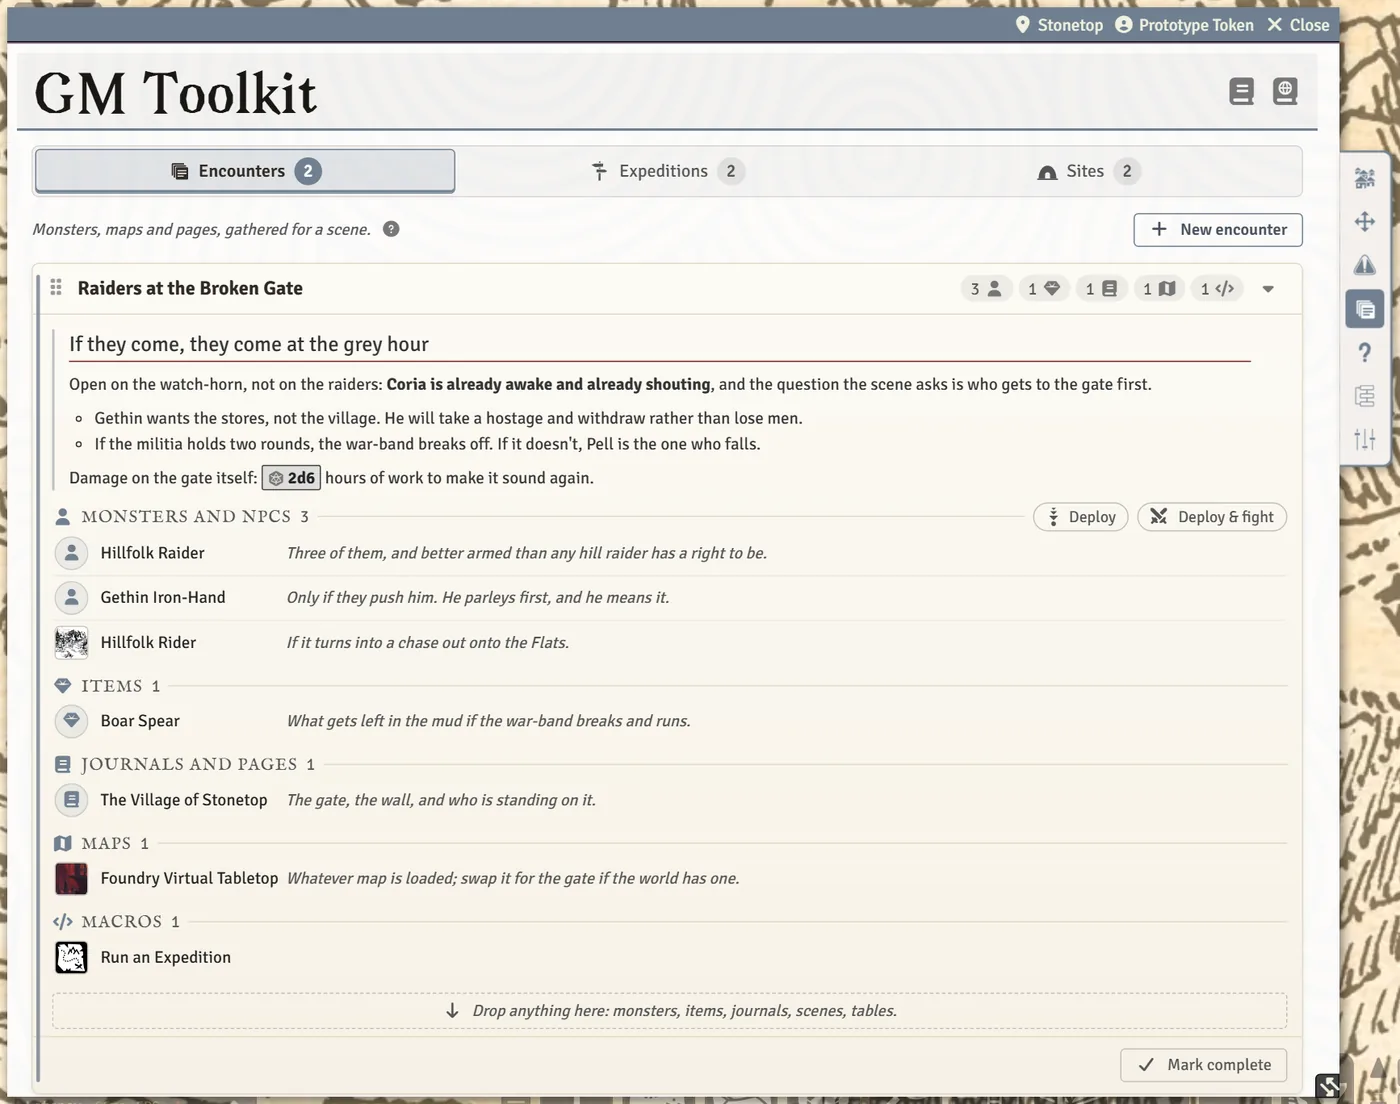 Stonetop Prototype Token Close
GM Toolkit
Encounters 2 Expeditions 2 Sites 2
Monsters, maps and pages, gathered for a scene. ?
+ New encounter
Raiders at the Broken Gate 3 1 1 1 1
If they come, they come at the grey hour
Open on the watch-horn, not on the raiders: Coria is already awake and already shouting, and the question the scene asks is who gets to the gate first.
Gethin wants the stores, not the village. He will take a hostage and withdraw rather than lose men.
If the militia holds two rounds, the war-band breaks off. If it doesn't, Pell is the one who falls.
Damage on the gate itself: 2d6 hours of work to make it sound again.
MONSTERS AND NPCS 3 Deploy Deploy & fight
Hillfolk Raider Three of them, and better armed than any hill raider has a right to be.
Gethin Iron-Hand Only if they push him. He parleys first, and he means it.
Hillfolk Rider If it turns into a chase out onto the Flats.
ITEMS 1
Boar Spear What gets left in the mud if the war-band breaks and runs.
JOURNALS AND PAGES 1
The Village of Stonetop The gate, the wall, and who is standing on it.
MAPS 1
Foundry Virtual Tabletop Whatever map is loaded; swap it for the gate if the world has one.
MACROS 1
Run an Expedition
Drop anything here: monsters, items, journals, scenes, tables.
Mark complete